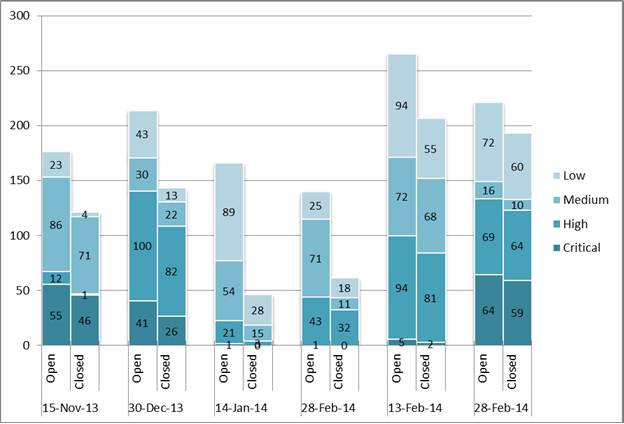 300
250
200
150
100
50
0
23
86
12
55
4
71
1
46
43
30
100
41
13
22
82
26
89
54
21
1
28
15
3
0
25
71
43
1
18
11
32
0
94
72
94
5
55
68
81
2
72
16
69
64
60
10
64
59
Low
Medium
High
Critical
Open
Closed
Open
Closed
Open
Closed
Open
Closed
Open
Closed
Open
Closed
15-Nov-13
30-Dec-13
14-Jan-14
28-Feb-14
13-Feb-14
28-Feb-14